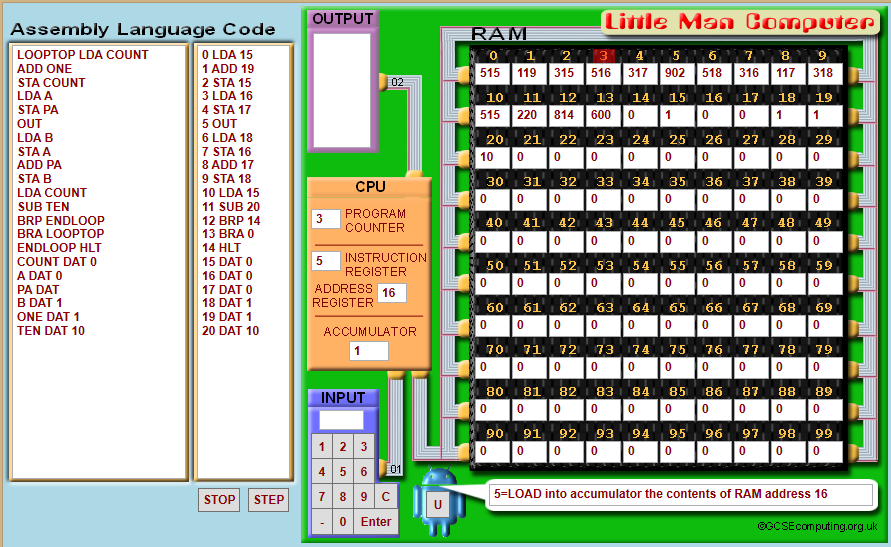 Little Man Computer
Assembly Language Code
LOOPTOP LDA COUNT
ADD ONE
STA COUNT
LDA A
STA PA
OUT
LDA B
STA A
ADD PA
STA B
LDA COUNT
SUB TEN
BRP ENDLOOP
BRA LOOPTOP
ENDLOOP HLT
COUNT DAT 0
A DAT 0
PA DAT
B DAT 1
ONE DAT 1
TEN DAT 10
0 LDA 15
1 ADD 19
2 STA 15
3 LDA 16
4 STA 17
5 OUT
6 LDA 18
7 STA 16
8 ADD 17
9 STA 18
10 LDA 15
11 SUB 20
12 BRP 14
13 BRA 0
14 HLT
15 DAT 0
16 DAT 0
17 DAT 0
18 DAT 1
19 DAT 1
20 DAT 10
STOP STEP
OUTPUT
02
CPU
3 PROGRAM
COUNTER
5 INSTRUCTION
REGISTER
ADDRESS
REGISTER 16
ACCUMULATOR
1
INPUT
1 2 3
4 5 6
7 8 9 C
- 0 Enter
01
RAM
0 1 2 3 4 5 6 7 8 9
515 119 315 516 317 902 518 316 117 318
10 11 12 13 14 15 16 17 18 19
515 220 814 600 0 1 0 0 1 1
20 21 22 23 24 25 26 27 28 29
10 0 0 0 0 0 0 0 0 0
30 31 32 33 34 35 36 37 38 39
0 0 0 0 0 0 0 0 0 0
40 41 42 43 44 45 46 47 48 49
0 0 0 0 0 0 0 0 0 0
50 51 52 53 54 55 56 57 58 59
0 0 0 0 0 0 0 0 0 0
60 61 62 63 64 65 66 67 68 69
0 0 0 0 0 0 0 0 0 0
70 71 72 73 74 75 76 77 78 79
0 0 0 0 0 0 0 0 0 0
80 81 82 83 84 85 86 87 88 89
0 0 0 0 0 0 0 0 0 0
90 91 92 93 94 95 96 97 98 99
0 0 0 0 0 0 0 0 0 0
U
5=LOAD into accumulator the contents of RAM address 16
©GCSEcomputing.org.uk